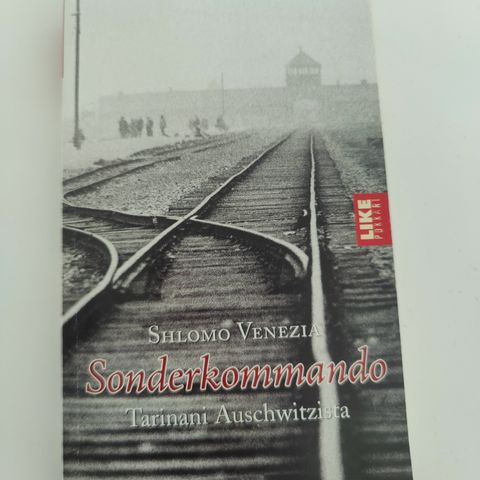 LIKE
POKKARI
SHLOMO VENEZIA
Sonderkommando
Tarinani Auschwitzista